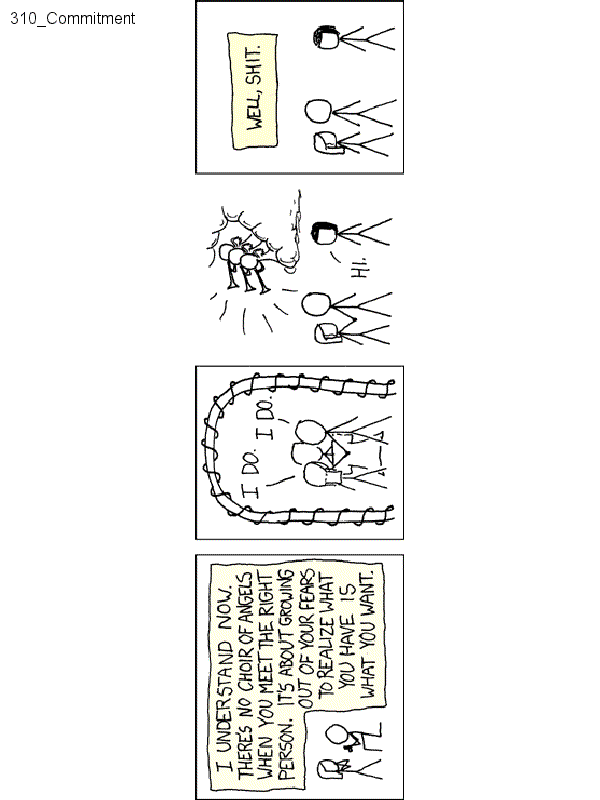 310_Commitment
I UNDERSTAND NOW.
THERE'S NO CHOIR OF ANGELS
WHEN YOU MEET THE RIGHT
PERSON. IT'S ABOUT GROWING
OUT OF YOUR FEARS
TO REALIZE WHAT
YOU HAVE IS
WHAT YOU WANT.
I DO. I DO.
HI.
WELL, SHIT.